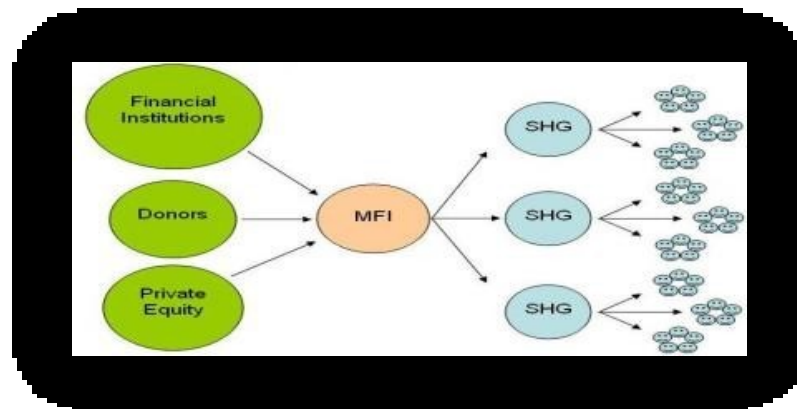 Financial
Institutions
Donors
Private
Equity
MFI
SHG
SHG
SHG